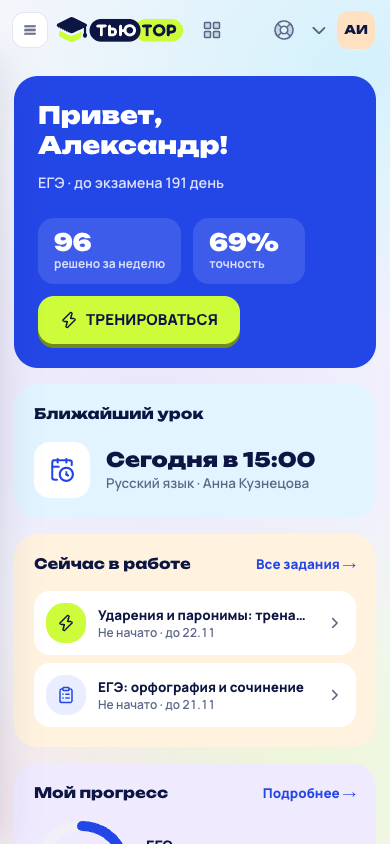 ТЬЮТОР
АИ
Привет,
Александр!
ЕГЭ · до экзамена 191 день
96
решено за неделю
69%
точность
ТРЕНИРОВАТЬСЯ
Ближайший урок
Сегодня в 15:00
Русский язык · Анна Кузнецова
Сейчас в работе
Все задания →
Ударения и паронимы: трена...
Не начато · до 22.11
ЕГЭ: орфография и сочинение
Не начато · до 21.11
Мой прогресс
Подробнее →